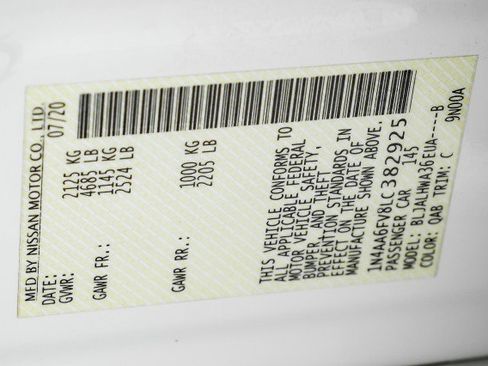 MFD BY NISSAN MOTOR CO., LTD.
DATE: 07/20
GVWR: 2125 KG
4685 LB
GAWR FR.: 1145 KG
2524 LB
GAWR RR.: 1000 KG
2205 LB
THIS VEHICLE CONFORMS TO
ALL APPLICABLE FEDERAL
MOTOR VEHICLE SAFETY,
BUMPER, AND THEFT
PREVENTION STANDARDS IN
EFFECT ON THE DATE OF
MANUFACTURE SHOWN ABOVE.
1N4AA6FV8LC382925
PASSENGER CAR 145
MODEL: BLJALHWA36EUA-----B
COLOR: QAB TRIM: C 9N00A